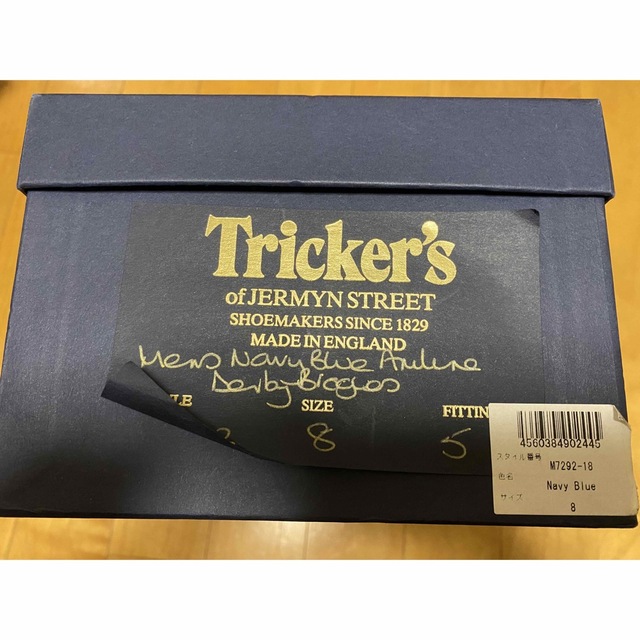 Tricker's
of JERMYN STREET
SHOEMAKERS SINCE 1829
MADE IN ENGLAND
Mens Navy Blue Aniline
Derby Brogues
SIZE FITTIN
8 5
4560384902445
スタイル番号 M7292-18
色名 Navy Blue
サイズ 8